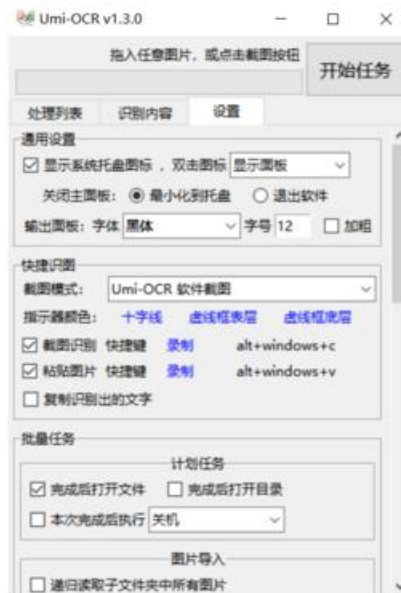 Umi-OCR v1.3.0
拖入任意图片，或点击截图按钮
开始任务
处理列表 识别内容 设置
通用设置
显示系统托盘图标 ，双击图标 显示面板
关闭主面板： 最小化到托盘 退出软件
输出面板：字体 黑体 字号 12 加粗
快捷识图
截图模式： Umi-OCR 软件截图
指示器颜色： 十字线 虚线框表层 虚线框底层
截图识别 快捷键 录制 alt+windows+c
粘贴图片 快捷键 录制 alt+windows+v
复制识别出的文字
批量任务
计划任务
完成后打开文件 完成后打开目录
本次完成后执行 关机
图片导入
递归读取子文件夹中所有图片